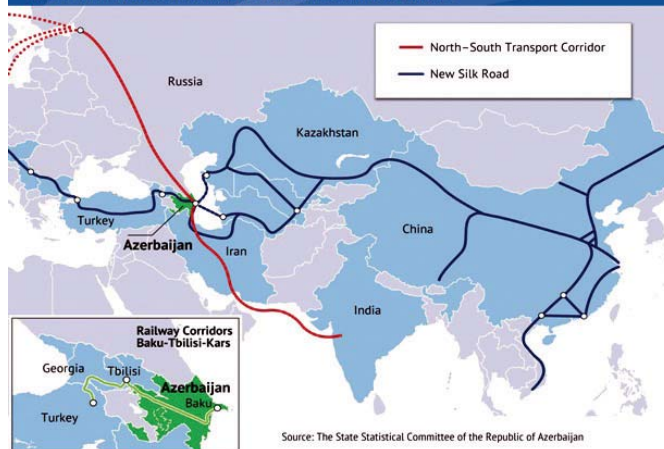 North–South Transport Corridor
New Silk Road
Russia
Kazakhstan
Turkey
Azerbaijan
Iran
China
India
Railway Corridors
Baku-Tbilisi-Kars
Georgia
Tbilisi
Azerbaijan
Baku
Turkey
Source: The State Statistical Committee of the Republic of Azerbaijan